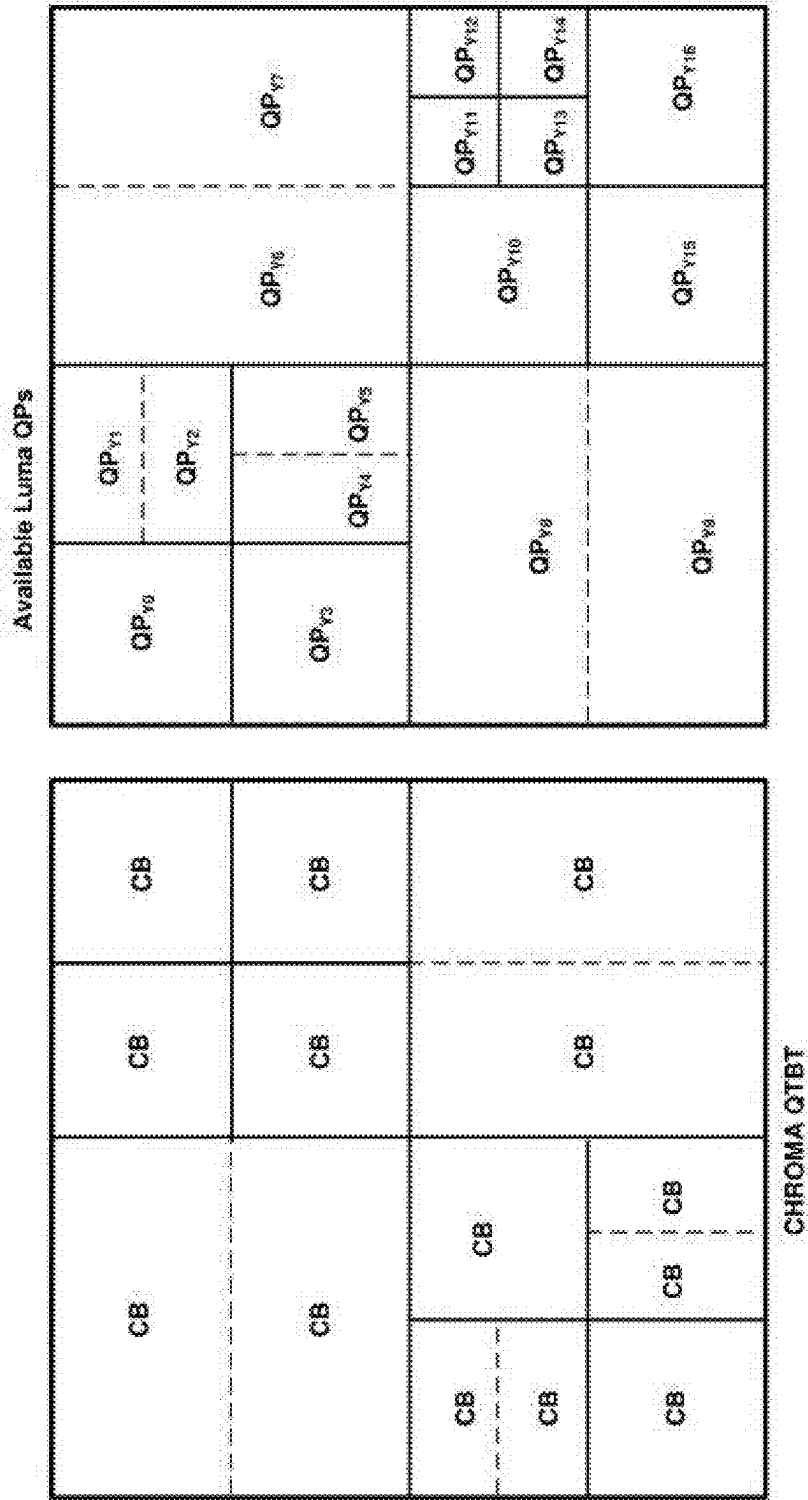 Available Luma QPs
QPY0
QPY1
QPY2
QPY3
QPY4
QPY5
QPY6
QPY7
QPY8
QPY9
QPY10
QPY11
QPY12
QPY13
QPY14
QPY15
QPY16
CB
CB
CB
CB
CB
CB
CB
CB
CB
CB
CB
CB
CB
CB
CHROMA QTBT